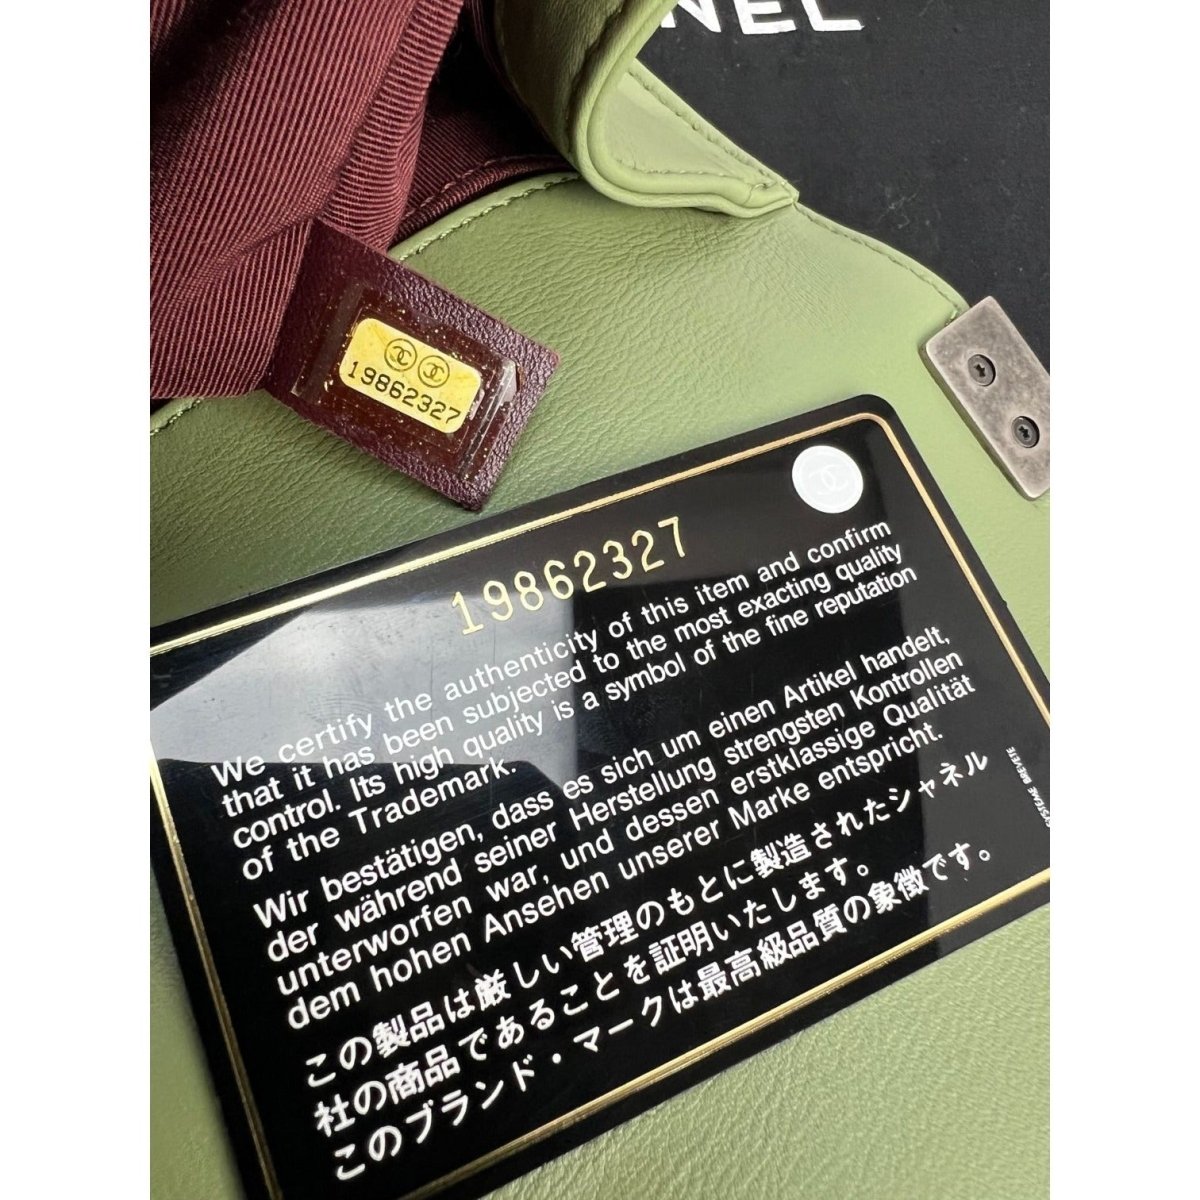 NEL
19862327
19862327
We certify the authenticity of this item and confirm
that it has been subjected to the most exacting quality
control. Its high quality is a symbol of the fine reputation
of the Trademark.
Wir bestätigen, dass es sich um einen Artikel handelt,
der während seiner Herstellung strengsten Kontrollen
unterworfen war, und dessen erstklassige Qualität
dem hohen Ansehen unserer Marke entspricht.
この製品は厳しい管理のもとに製造されたシャネル
社の商品であることを証明いたします。
このブランド・マークは最高級品質の象徴です。
SYSTEME BREVETE